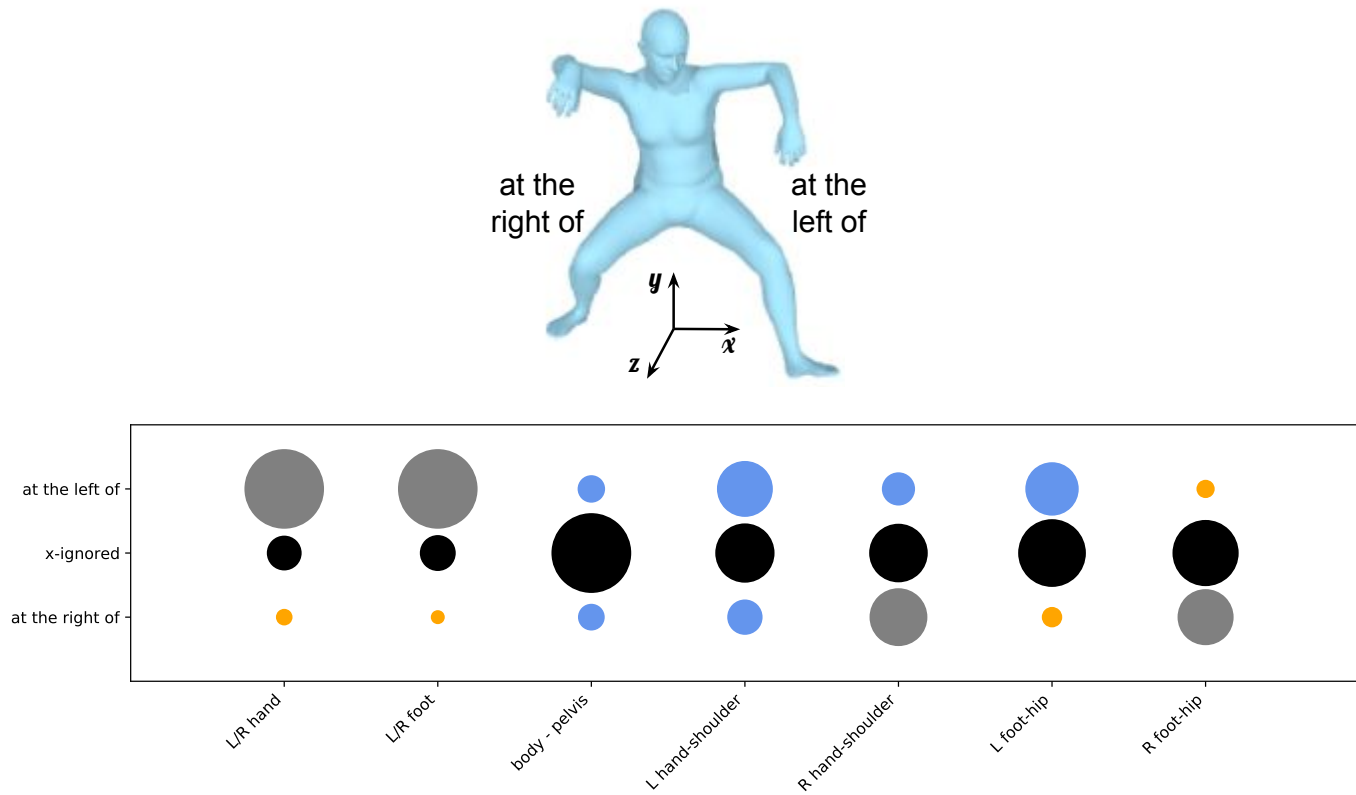 at the
right of
at the
left of
y
x
z
at the left of
x-ignored
at the right of
L/R hand
L/R foot
body - pelvis
L hand-shoulder
R hand-shoulder
L foot-hip
R foot-hip